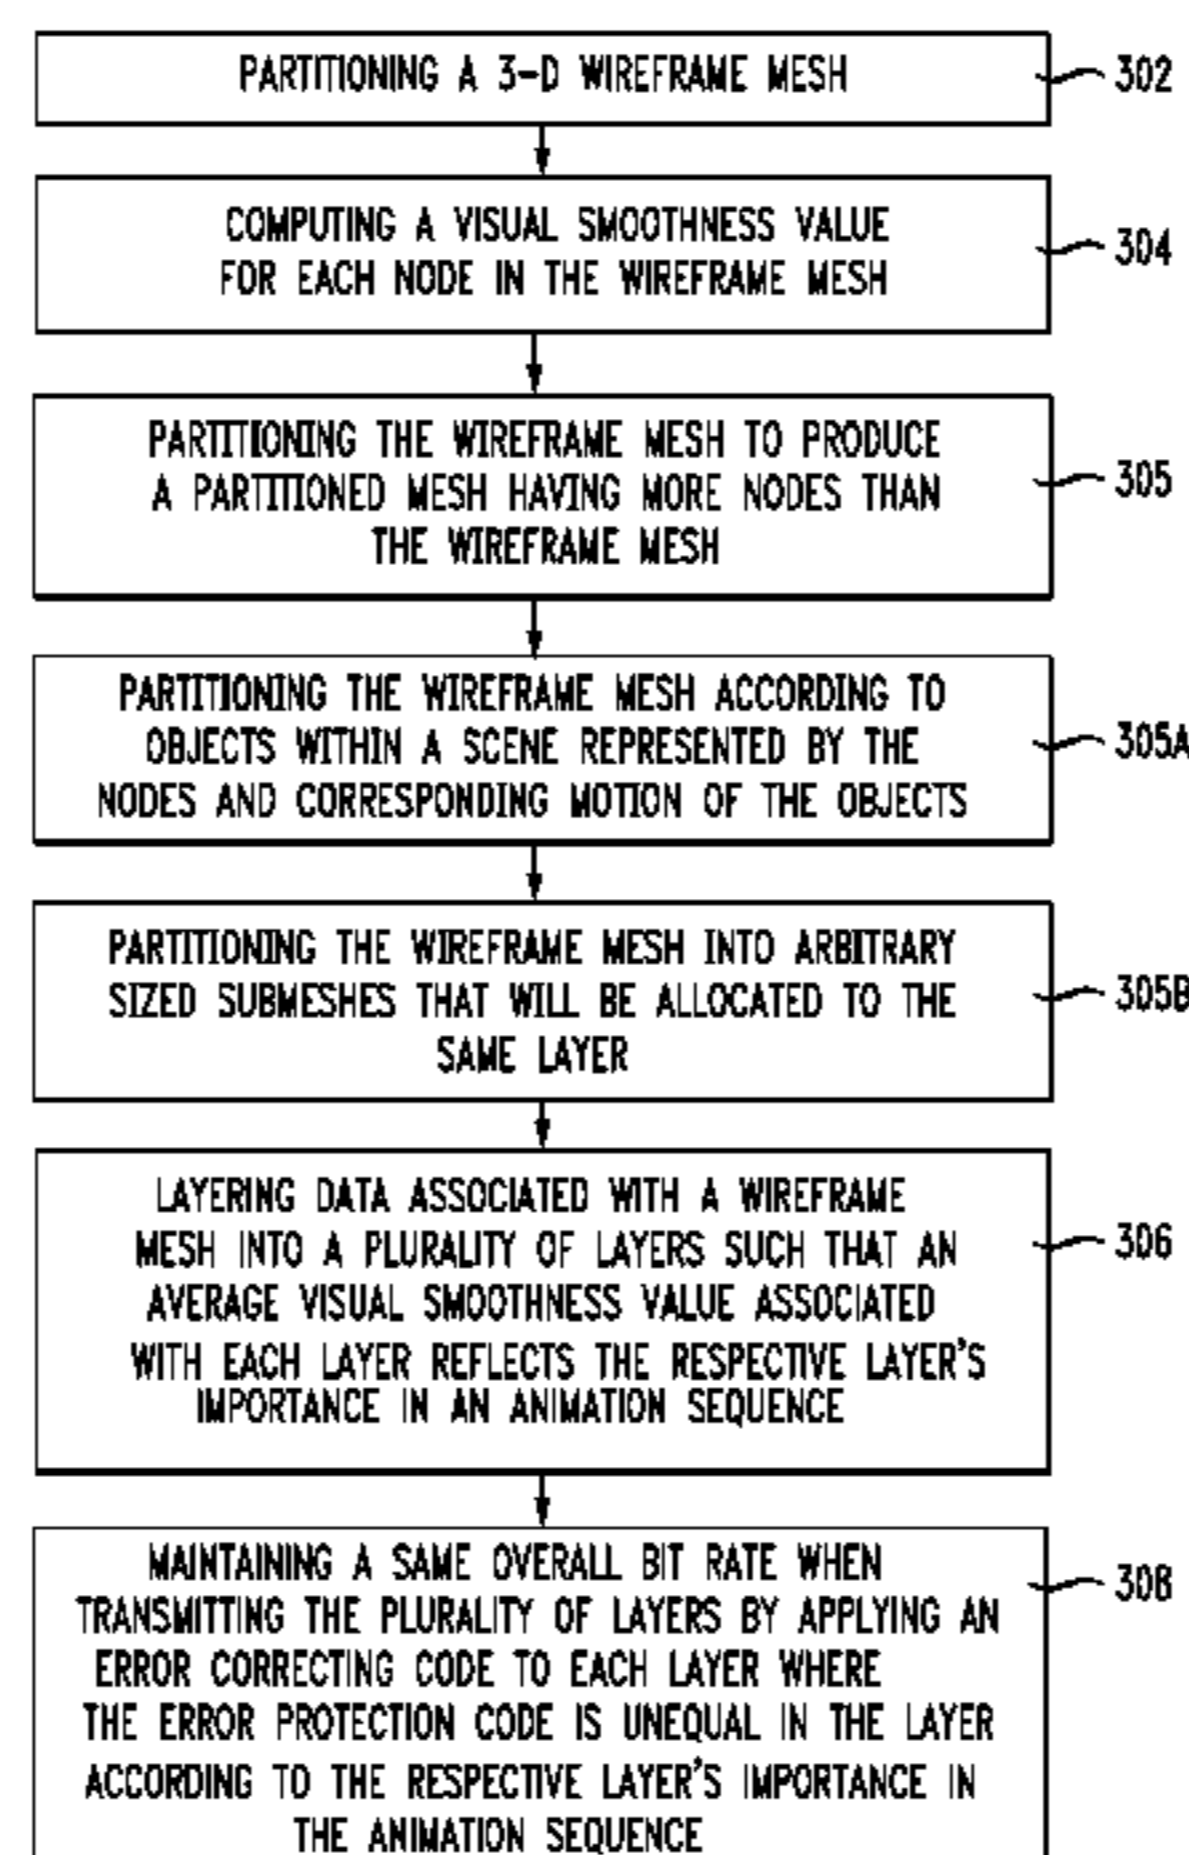 PARTITIONING A 3-D WIREFRAME MESH
302
COMPUTING A VISUAL SMOOTHNESS VALUE
FOR EACH NODE IN THE WIREFRAME MESH
304
PARTITIONING THE WIREFRAME MESH TO PRODUCE
A PARTITIONED MESH HAVING MORE NODES THAN
THE WIREFRAME MESH
305
PARTITIONING THE WIREFRAME MESH ACCORDING TO
OBJECTS WITHIN A SCENE REPRESENTED BY THE
NODES AND CORRESPONDING MOTION OF THE OBJECTS
305A
PARTITIONING THE WIREFRAME MESH INTO ARBITRARY
SIZED SUBMESHES THAT WILL BE ALLOCATED TO THE
SAME LAYER
305B
LAYERING DATA ASSOCIATED WITH A WIREFRAME
MESH INTO A PLURALITY OF LAYERS SUCH THAT AN
AVERAGE VISUAL SMOOTHNESS VALUE ASSOCIATED
WITH EACH LAYER REFLECTS THE RESPECTIVE LAYER'S
IMPORTANCE IN AN ANIMATION SEQUENCE
306
MAINTAINING A SAME OVERALL BIT RATE WHEN
TRANSMITTING THE PLURALITY OF LAYERS BY APPLYING AN
ERROR CORRECTING CODE TO EACH LAYER WHERE
THE ERROR PROTECTION CODE IS UNEQUAL IN THE LAYER
ACCORDING TO THE RESPECTIVE LAYER'S IMPORTANCE IN
THE ANIMATION SEQUENCE
308